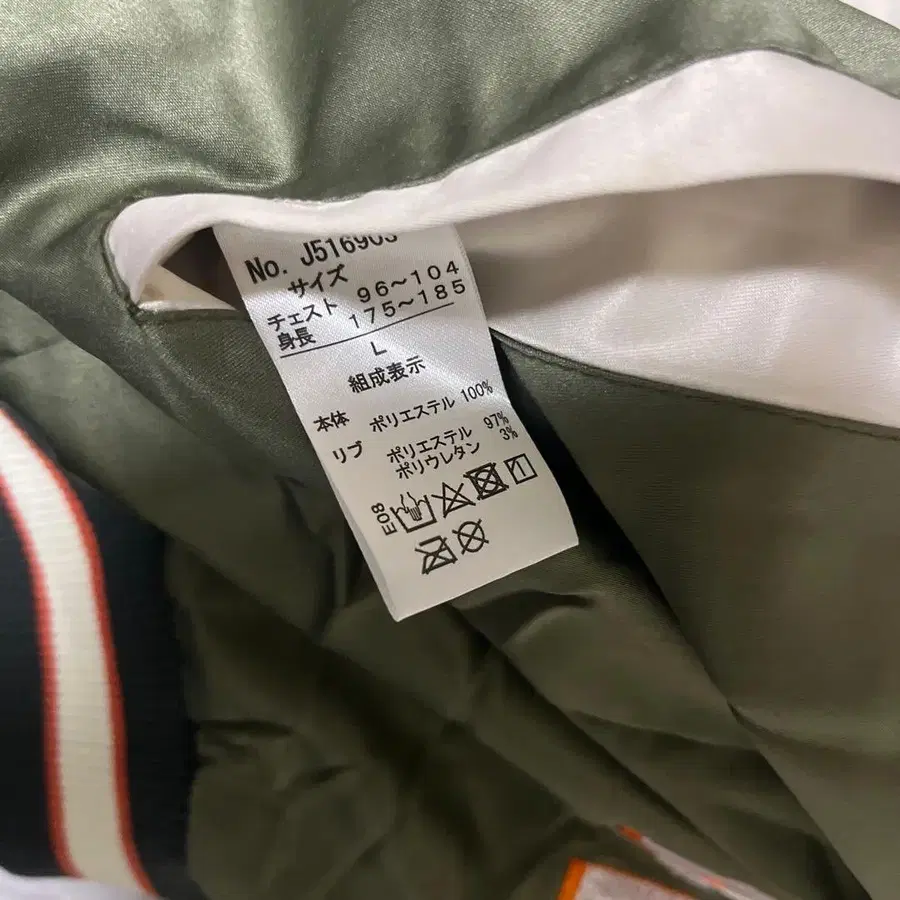 No. J516903
サイズ
チェスト 96～104
身長 175～185
L
組成表示
本体 ポリエステル 100%
リブ ポリエステル 97%
ポリウレタン 3%
E08